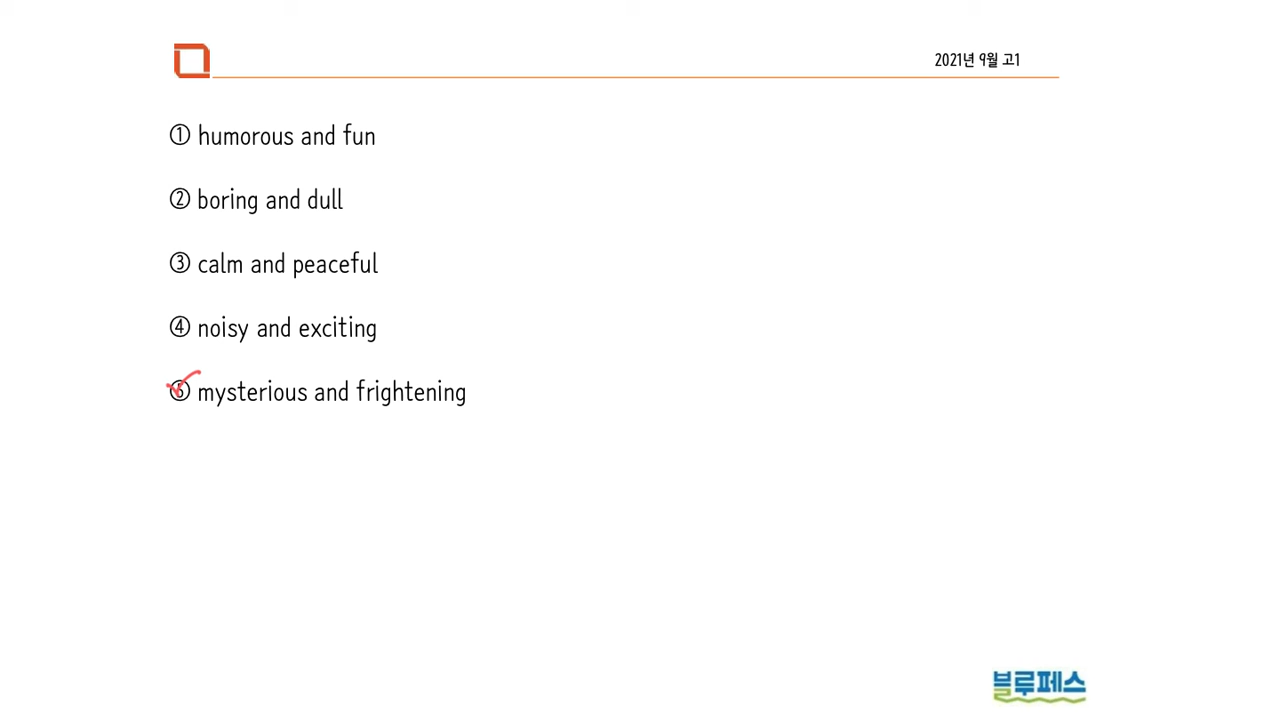 2021년 9월 고1
① humorous and fun
② boring and dull
③ calm and peaceful
④ noisy and exciting
⑤ mysterious and frightening
블루페스